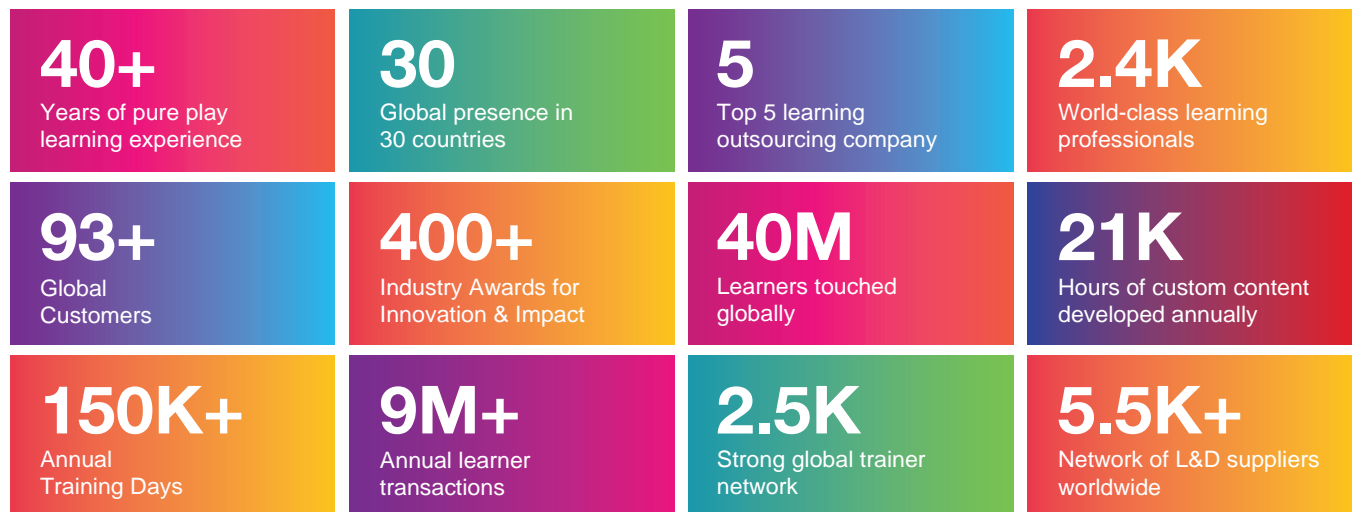 40+
Years of pure play
learning experience
30
Global presence in
30 countries
5
Top 5 learning
outsourcing company
2.4K
World-class learning
professionals
93+
Global
Customers
400+
Industry Awards for
Innovation & Impact
40M
Learners touched
globally
21K
Hours of custom content
developed annually
150K+
Annual
Training Days
9M+
Annual learner
transactions
2.5K
Strong global trainer
network
5.5K+
Network of L&D suppliers
worldwide